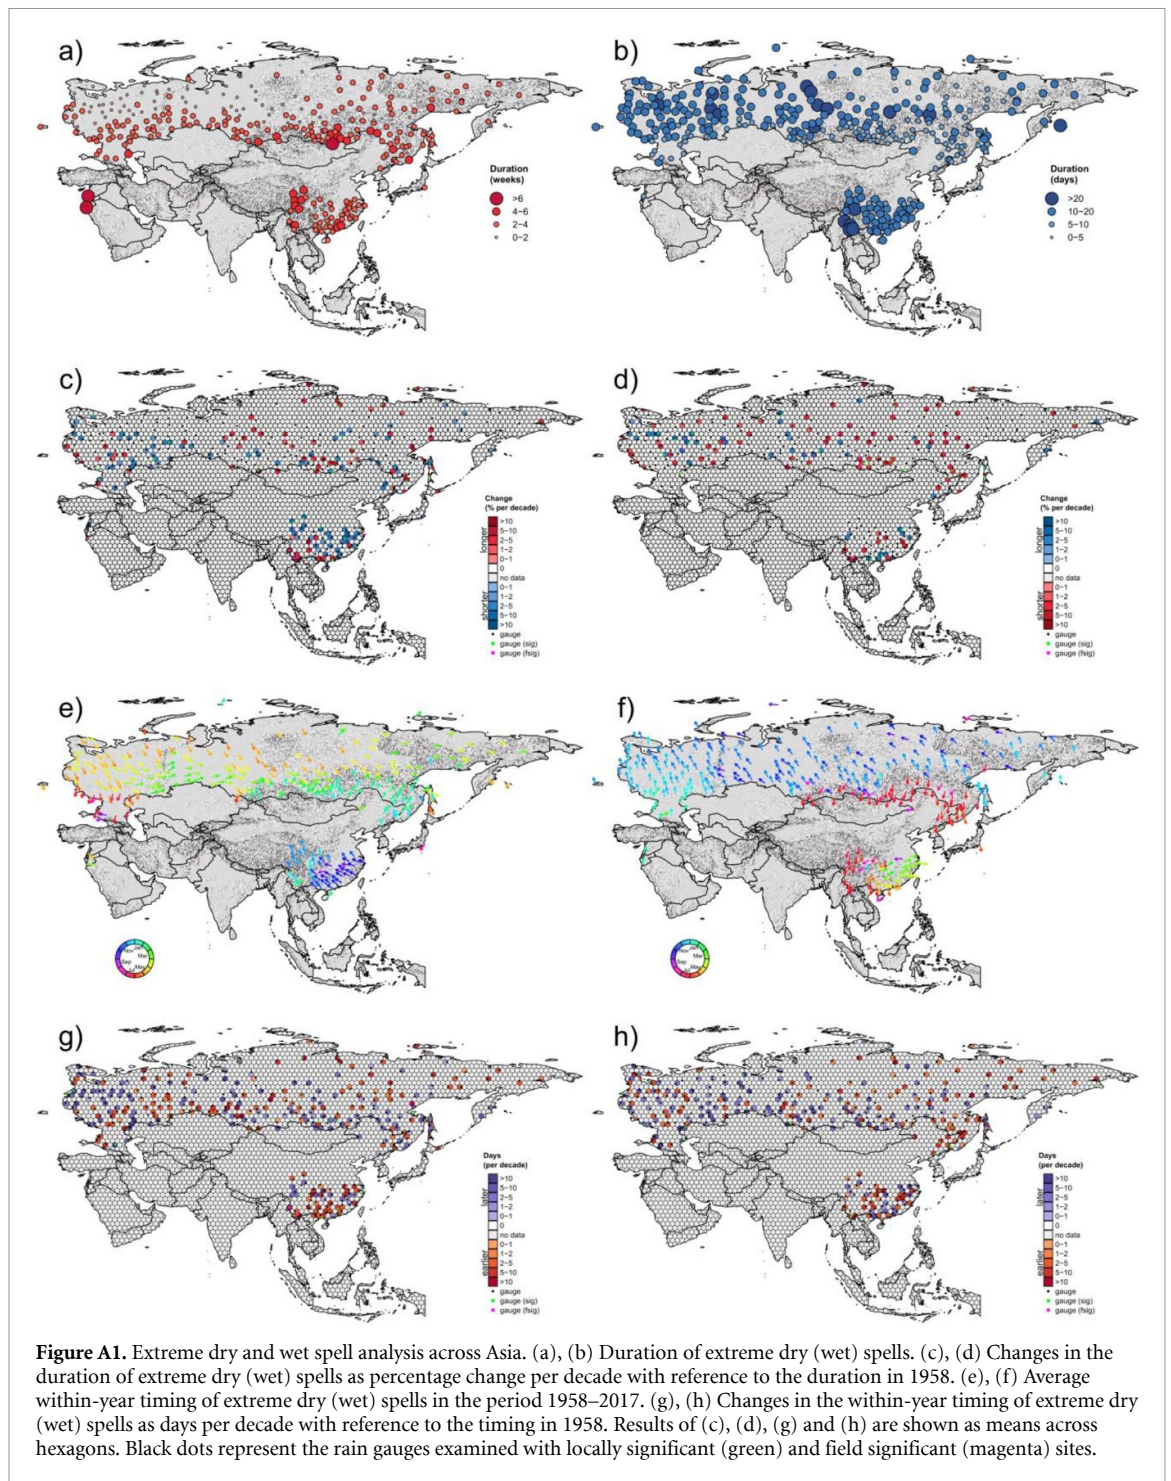 a)
b)
Duration
(weeks)
>6
4–6
2–4
0–2
Duration
(days)
>20
10–20
5–10
0–5
c)
d)
Change
(% per decade)
longer
>10
5–10
2–5
1–2
0–1
0
no data
0–1
1–2
2–5
5–10
>10
shorter
gauge
gauge (sig)
gauge (fsig)
Change
(% per decade)
longer
>10
5–10
2–5
1–2
0–1
0
no data
0–1
1–2
2–5
5–10
>10
shorter
gauge
gauge (sig)
gauge (fsig)
e)
f)
Jan
Mar
May
Jul
Sep
Nov
Jan
Mar
May
Jul
Sep
Nov
g)
h)
Days
(per decade)
later
>10
5–10
2–5
1–2
0–1
0
no data
0–1
1–2
2–5
5–10
>10
earlier
gauge
gauge (sig)
gauge (fsig)
Days
(per decade)
later
>10
5–10
2–5
1–2
0–1
0
no data
0–1
1–2
2–5
5–10
>10
earlier
gauge
gauge (sig)
gauge (fsig)
Figure A1. Extreme dry and wet spell analysis across Asia. (a), (b) Duration of extreme dry (wet) spells. (c), (d) Changes in the
duration of extreme dry (wet) spells as percentage change per decade with reference to the duration in 1958. (e), (f) Average
within-year timing of extreme dry (wet) spells in the period 1958–2017. (g), (h) Changes in the within-year timing of extreme dry
(wet) spells as days per decade with reference to the timing in 1958. Results of (c), (d), (g) and (h) are shown as means across
hexagons. Black dots represent the rain gauges examined with locally significant (green) and field significant (magenta) sites.